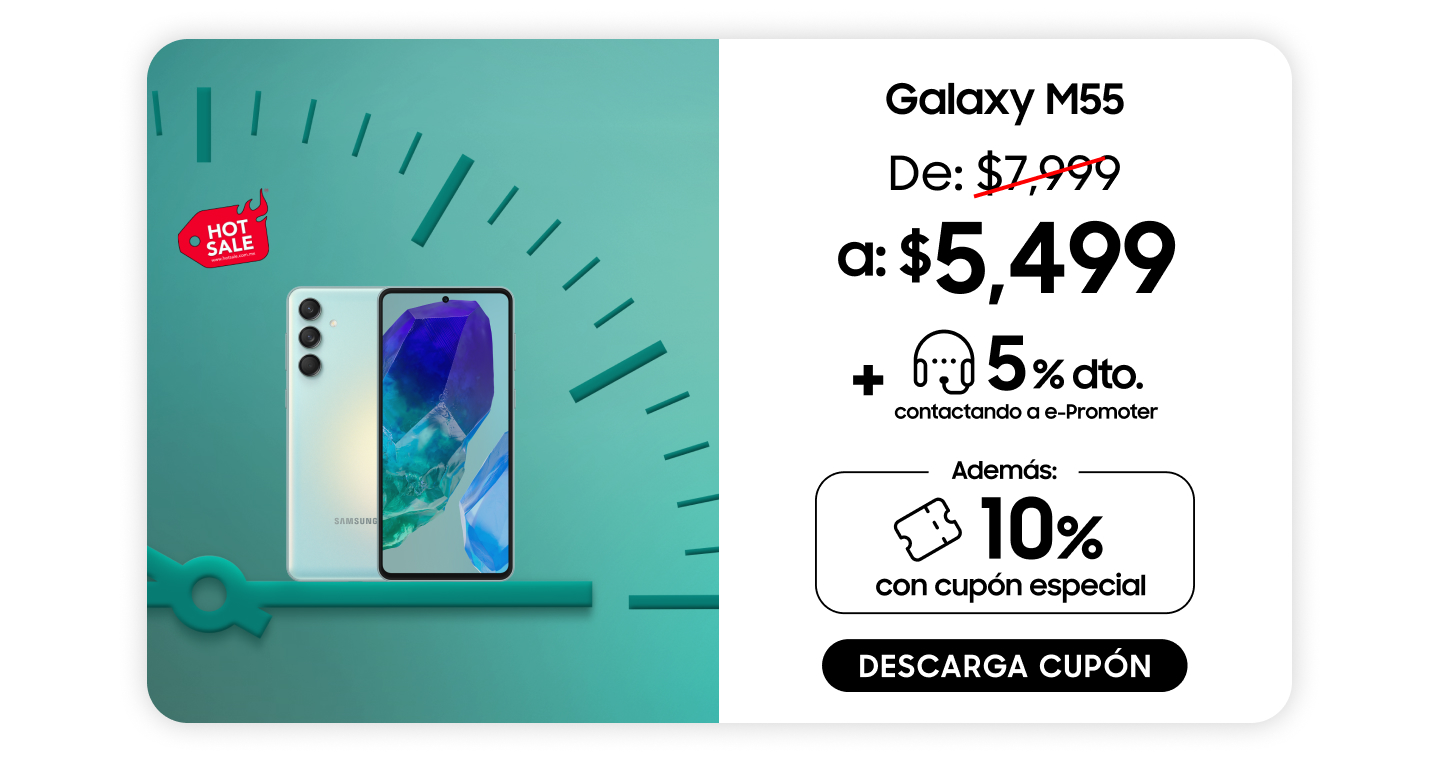 HOT
SALE
www.hotsale.com.mx
SAMSUNG
Galaxy M55
De: $7,999
a: $5,499
+ 5% dto.
contactando a e-Promoter
Además:
10%
con cupón especial
DESCARGA CUPÓN